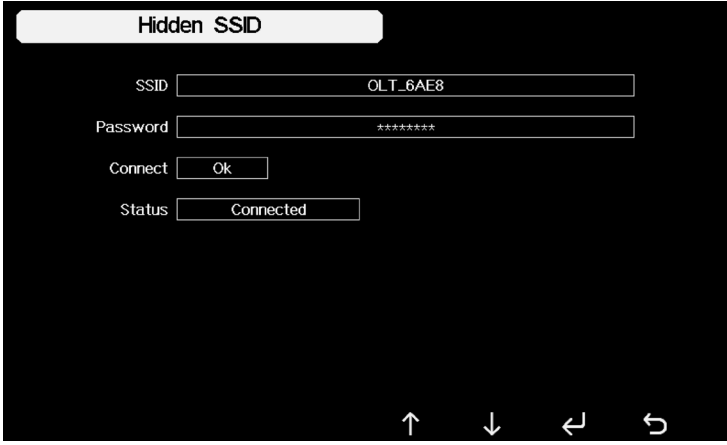 Hidden SSID
SSID OLT_6AE8
Password ********
Connect Ok
Status Connected